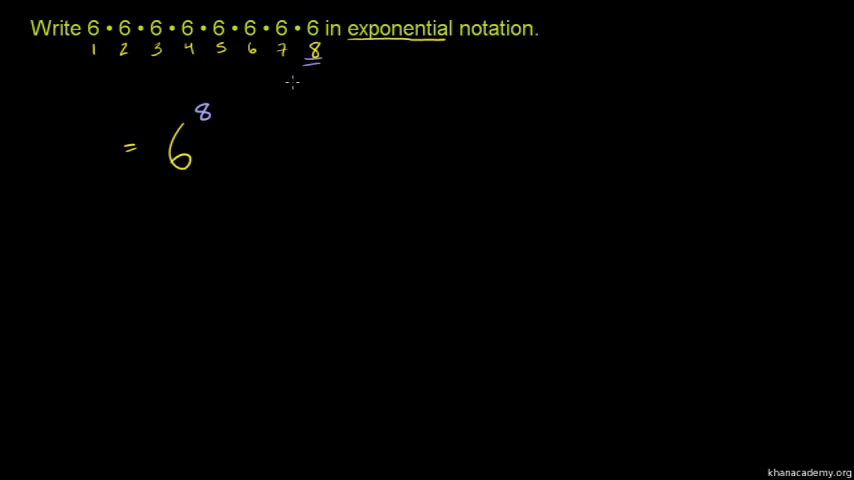 Write 6 • 6 • 6 • 6 • 6 • 6 • 6 • 6 in exponential notation.
1 2 3 4 5 6 7 8
= 6⁸
khanacademy.org